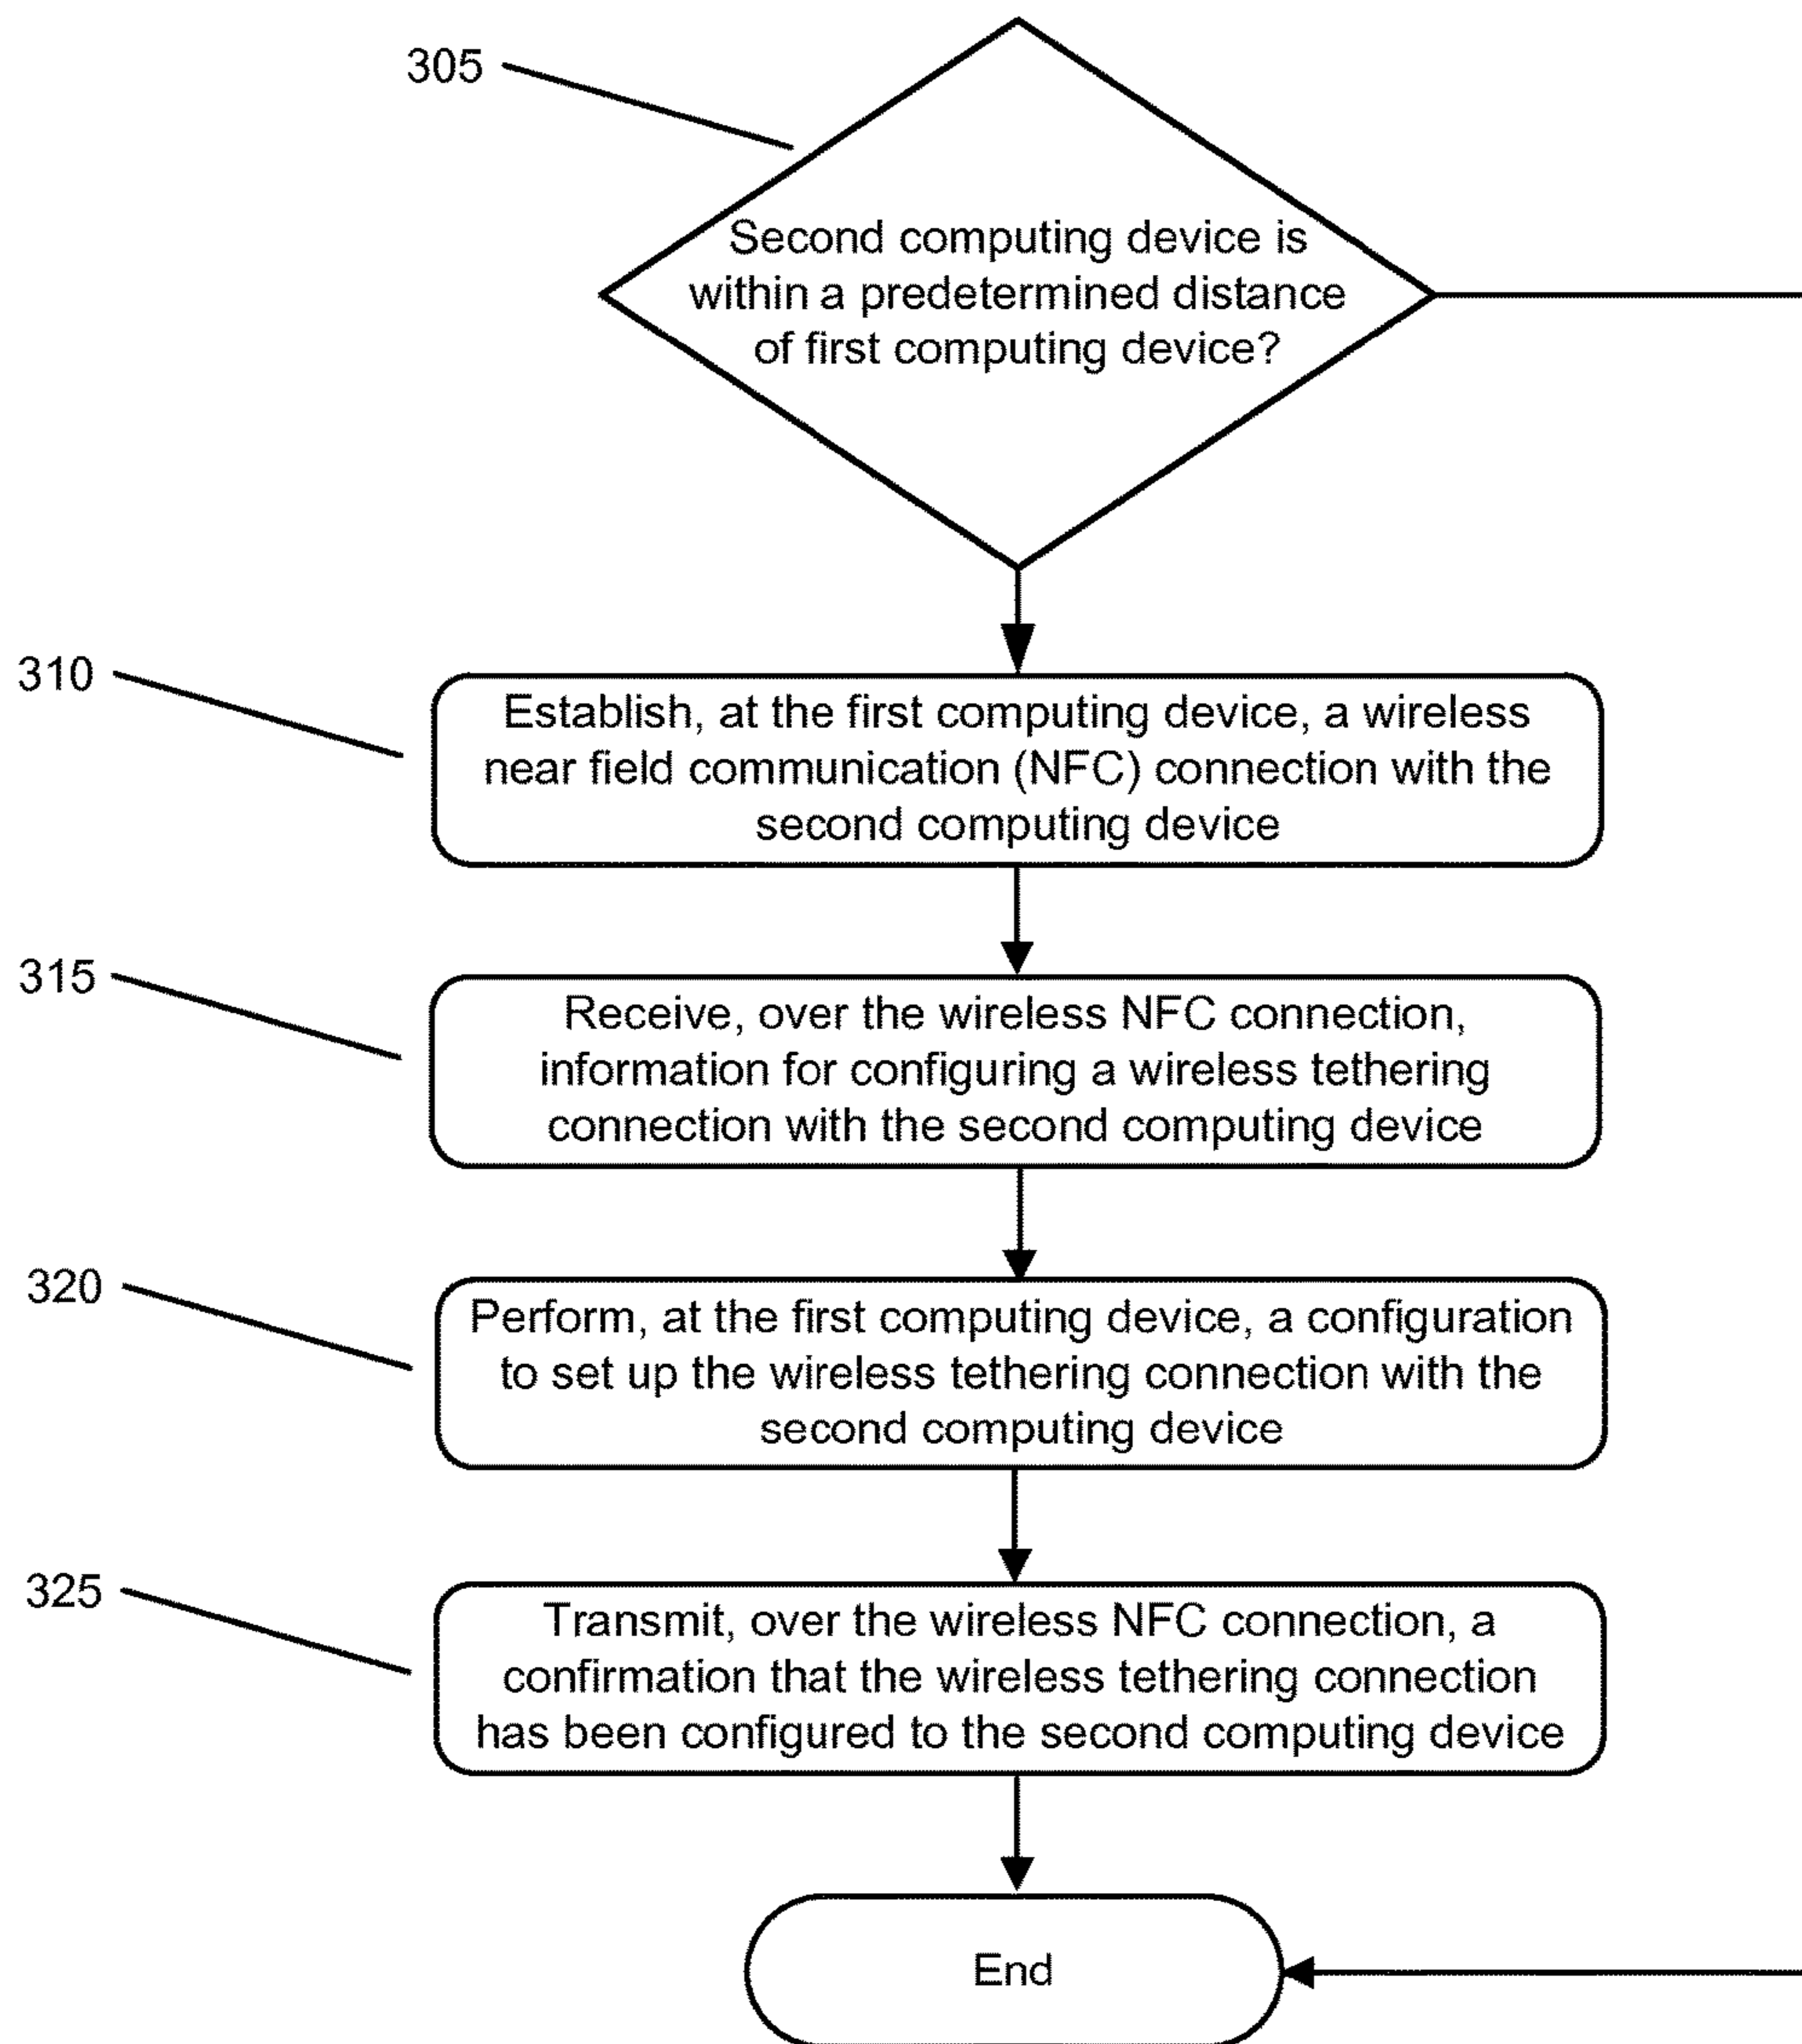 305
Second computing device is
within a predetermined distance
of first computing device?
310
Establish, at the first computing device, a wireless
near field communication (NFC) connection with the
second computing device
315
Receive, over the wireless NFC connection,
information for configuring a wireless tethering
connection with the second computing device
320
Perform, at the first computing device, a configuration
to set up the wireless tethering connection with the
second computing device
325
Transmit, over the wireless NFC connection, a
confirmation that the wireless tethering connection
has been configured to the second computing device
End